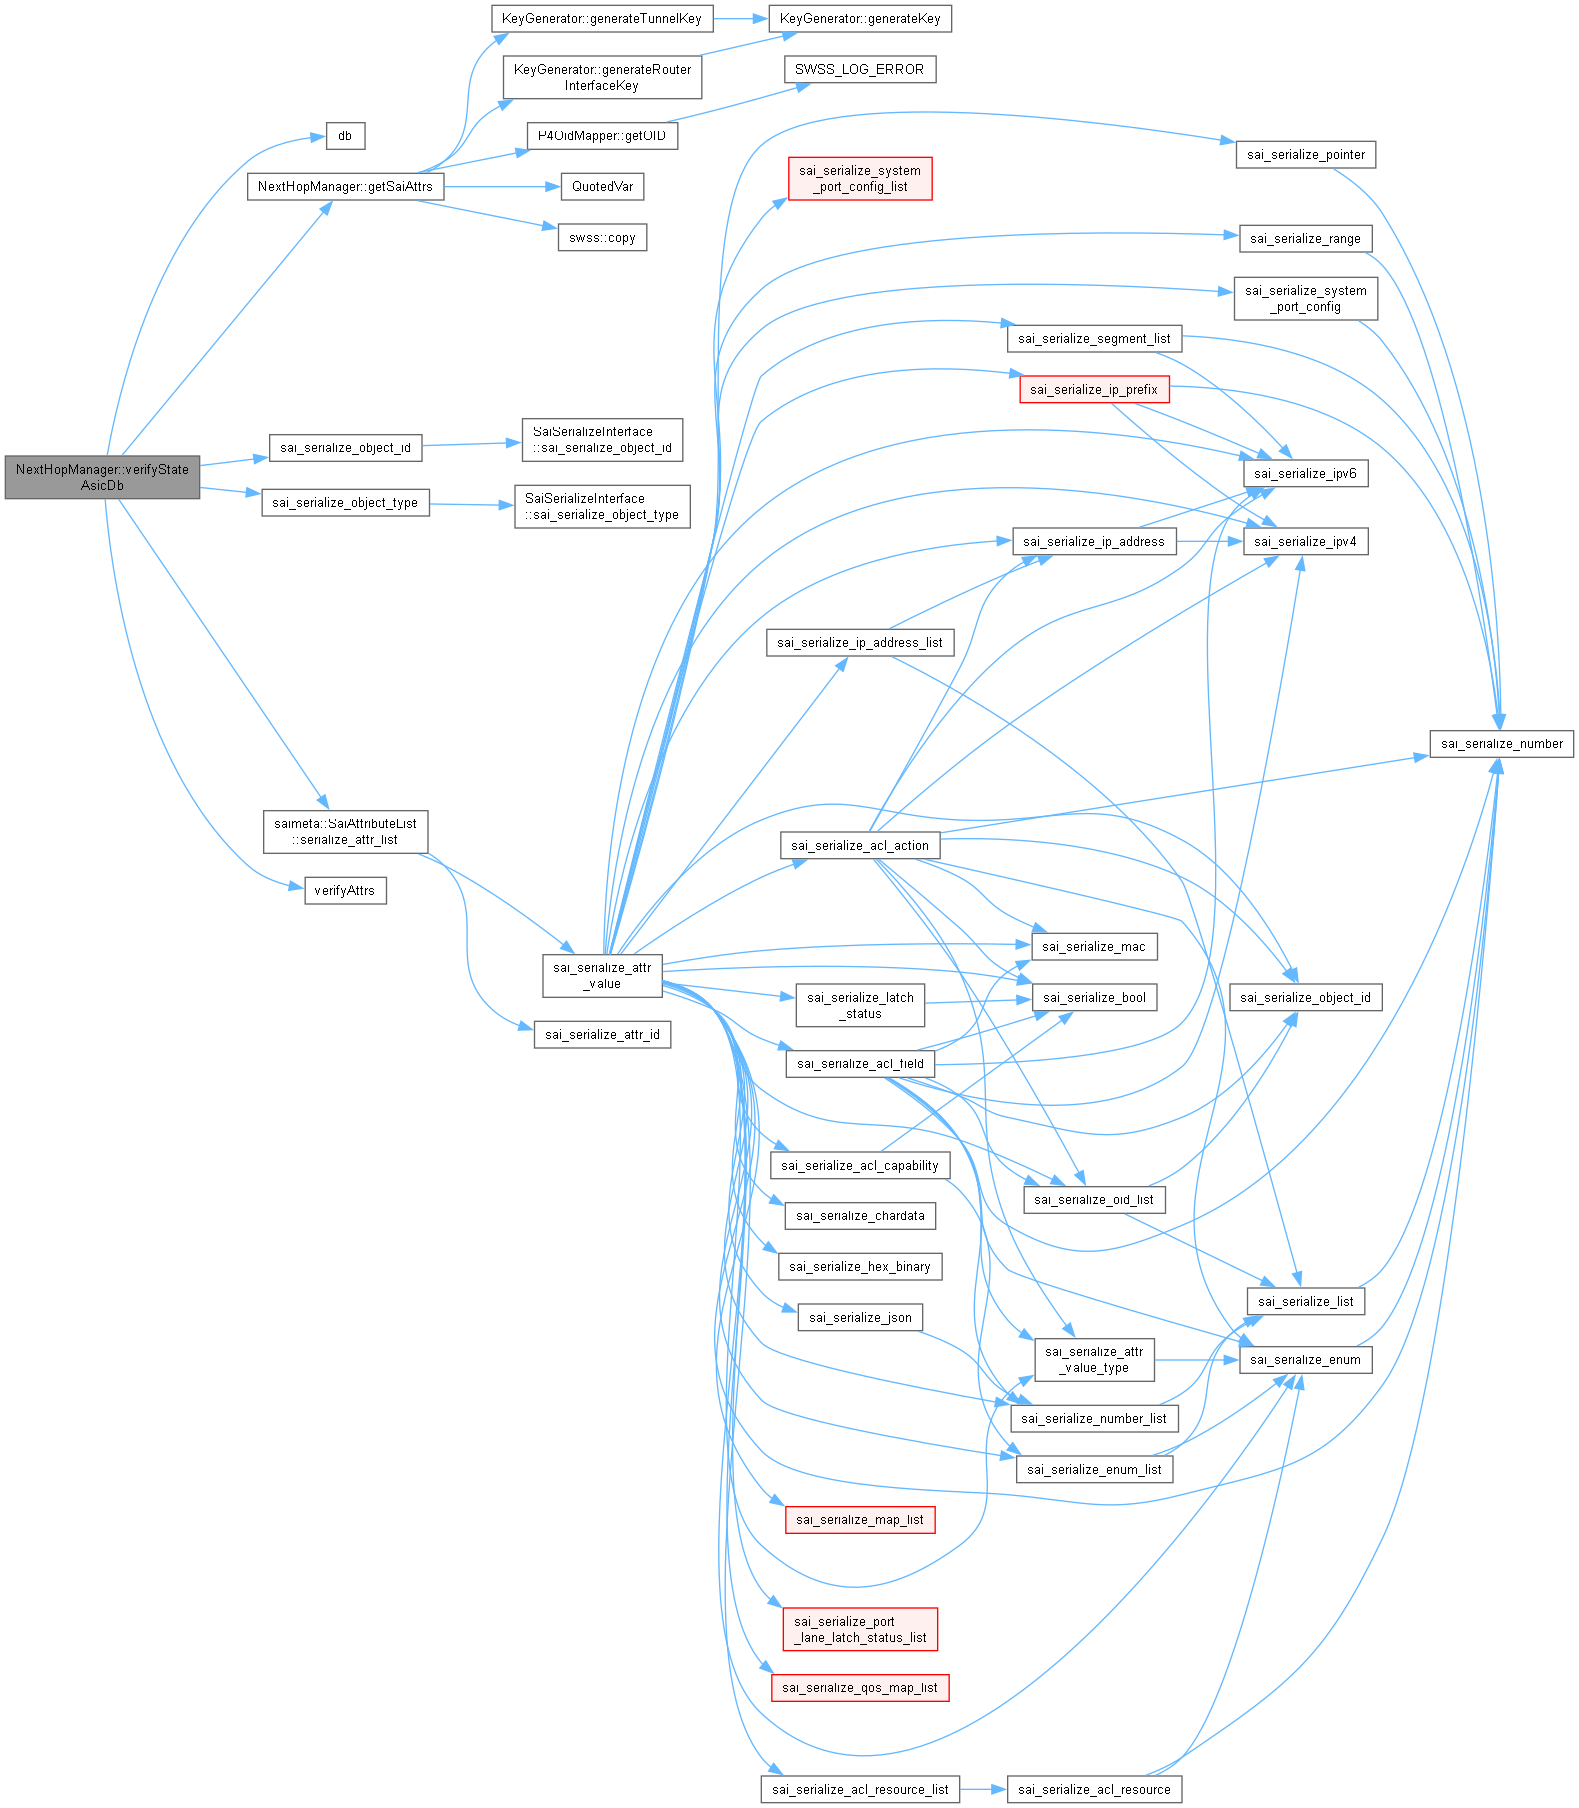 KeyGenerator::generateTunnelKey
KeyGenerator::generateKey
KeyGenerator::generateRouter
InterfaceKey
SWSS_LOG_ERROR
db
P4OidMapper::getOID
sai_serialize_pointer
NextHopManager::getSaiAttrs
QuotedVar
sai_serialize_system
_port_config_list
swss::copy
sai_serialize_range
sai_serialize_system
_port_config
sai_serialize_segment_list
sai_serialize_ip_prefix
sai_serialize_object_id
SaiSerializeInterface
::sai_serialize_object_id
NextHopManager::verifyState
AsicDb
sai_serialize_ipv6
sai_serialize_object_type
SaiSerializeInterface
::sai_serialize_object_type
sai_serialize_ip_address
sai_serialize_ipv4
sai_serialize_ip_address_list
sai_serialize_number
saimeta::SaiAttributeList
::serialize_attr_list
sai_serialize_acl_action
verifyAttrs
sai_serialize_mac
sai_serialize_attr
_value
sai_serialize_latch
_status
sai_serialize_bool
sai_serialize_object_id
sai_serialize_attr_id
sai_serialize_acl_field
sai_serialize_acl_capability
sai_serialize_oid_list
sai_serialize_chardata
sai_serialize_hex_binary
sai_serialize_list
sai_serialize_json
sai_serialize_attr
_value_type
sai_serialize_enum
sai_serialize_number_list
sai_serialize_enum_list
sai_serialize_map_list
sai_serialize_port
_lane_latch_status_list
sai_serialize_qos_map_list
sai_serialize_acl_resource_list
sai_serialize_acl_resource